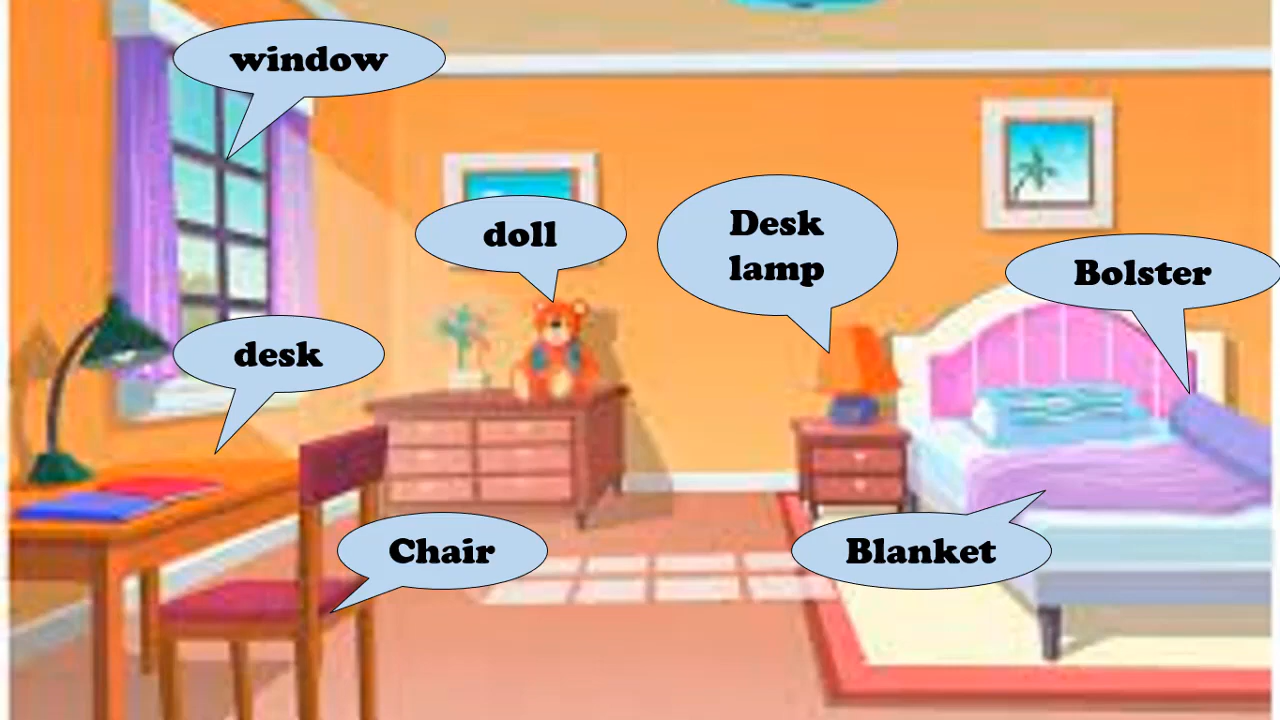 window
doll
Desk
lamp
Bolster
desk
Chair
Blanket